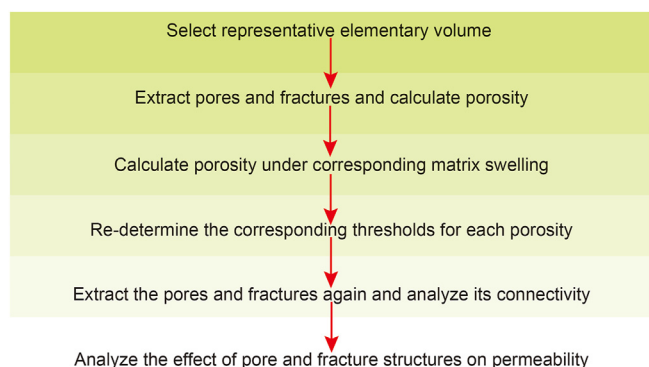 Select representative elementary volume
Extract pores and fractures and calculate porosity
Calculate porosity under corresponding matrix swelling
Re-determine the corresponding thresholds for each porosity
Extract the pores and fractures again and analyze its connectivity
Analyze the effect of pore and fracture structures on permeability